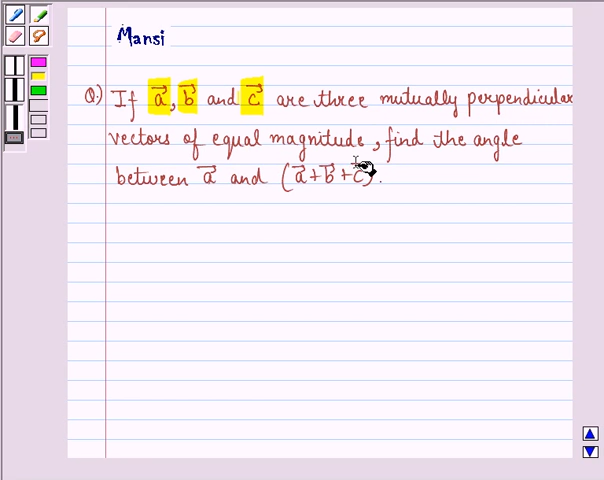 Mansi
Q.) If a⃗, b⃗ and c⃗ are three mutually perpendicular
vectors of equal magnitude, find the angle
between a⃗ and (a⃗+b⃗+c⃗).